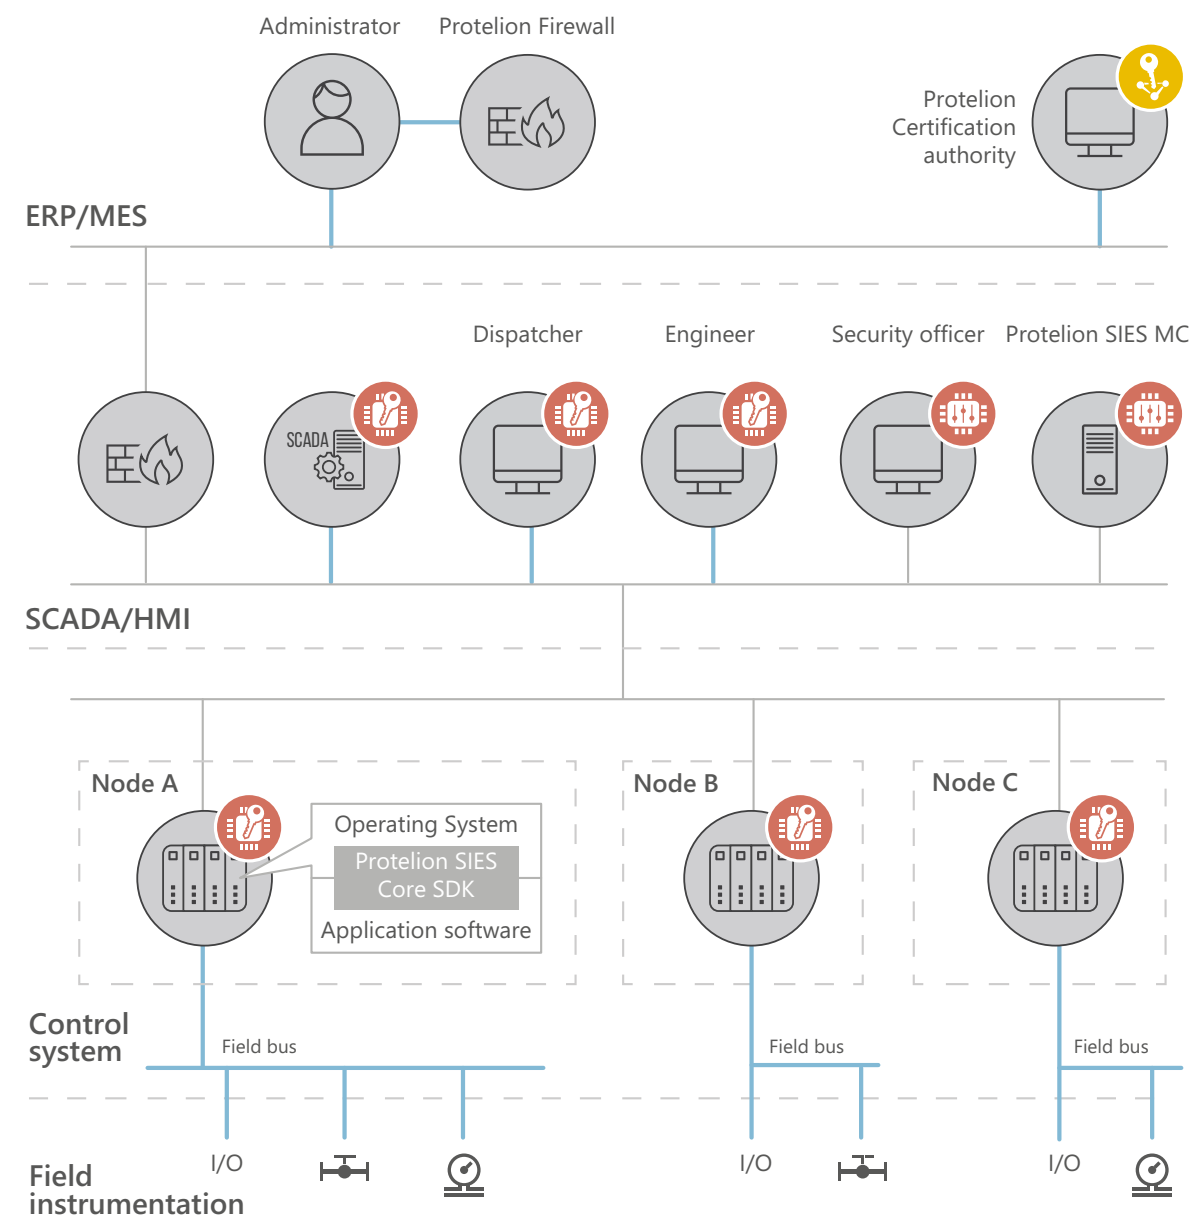 Administrator
Protelion Firewall
Protelion
Certification
authority
ERP/MES
Dispatcher
Engineer
Security officer
Protelion SIES MC
SCADA
SCADA/HMI
Node A
Node B
Node C
Operating System
Protelion SIES
Core SDK
Application software
Control
system
Field bus
Field bus
Field bus
I/O
I/O
I/O
Field
instrumentation